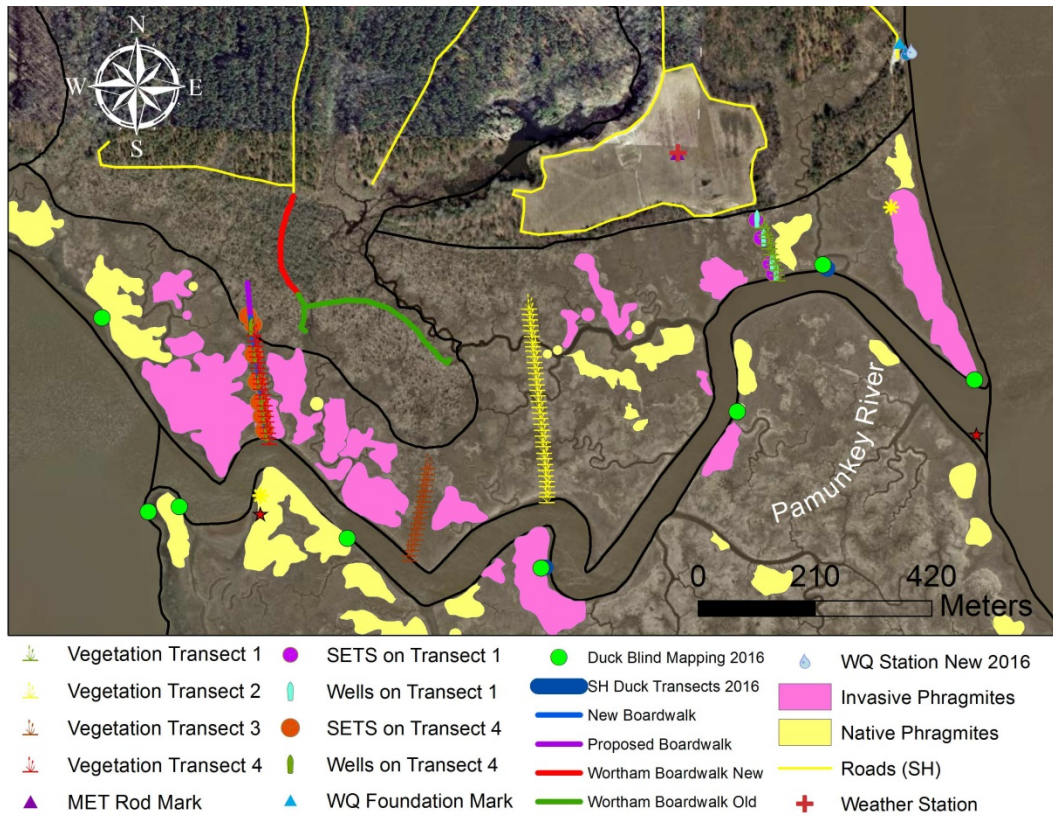 N
W E
S
Pamunkey River
0 210 420
Meters
Vegetation Transect 1
Vegetation Transect 2
Vegetation Transect 3
Vegetation Transect 4
MET Rod Mark
SETS on Transect 1
Wells on Transect 1
SETS on Transect 4
Wells on Transect 4
WQ Foundation Mark
Duck Blind Mapping 2016
SH Duck Transects 2016
New Boardwalk
Proposed Boardwalk
Wortham Boardwalk New
Wortham Boardwalk Old
WQ Station New 2016
Invasive Phragmites
Native Phragmites
Roads (SH)
Weather Station